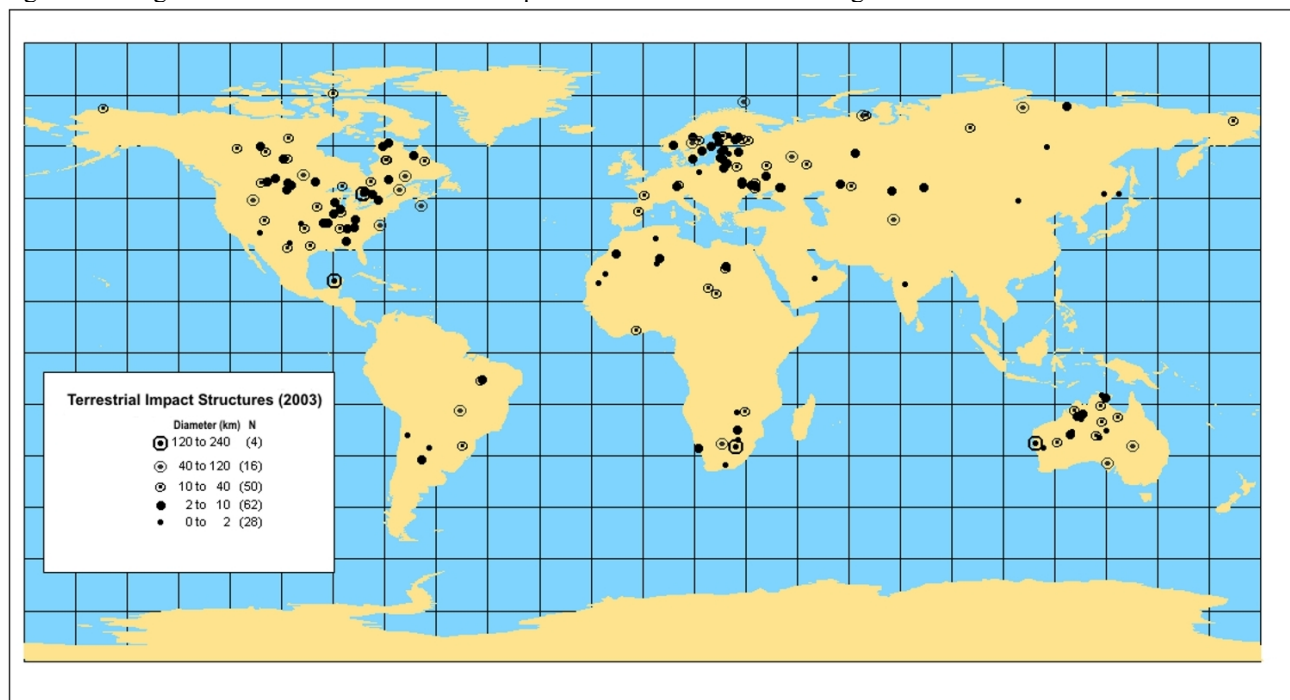 Terrestrial Impact Structures (2003)
Diameter (km) N
120 to 240 (4)
40 to 120 (16)
10 to 40 (50)
2 to 10 (62)
0 to 2 (28)